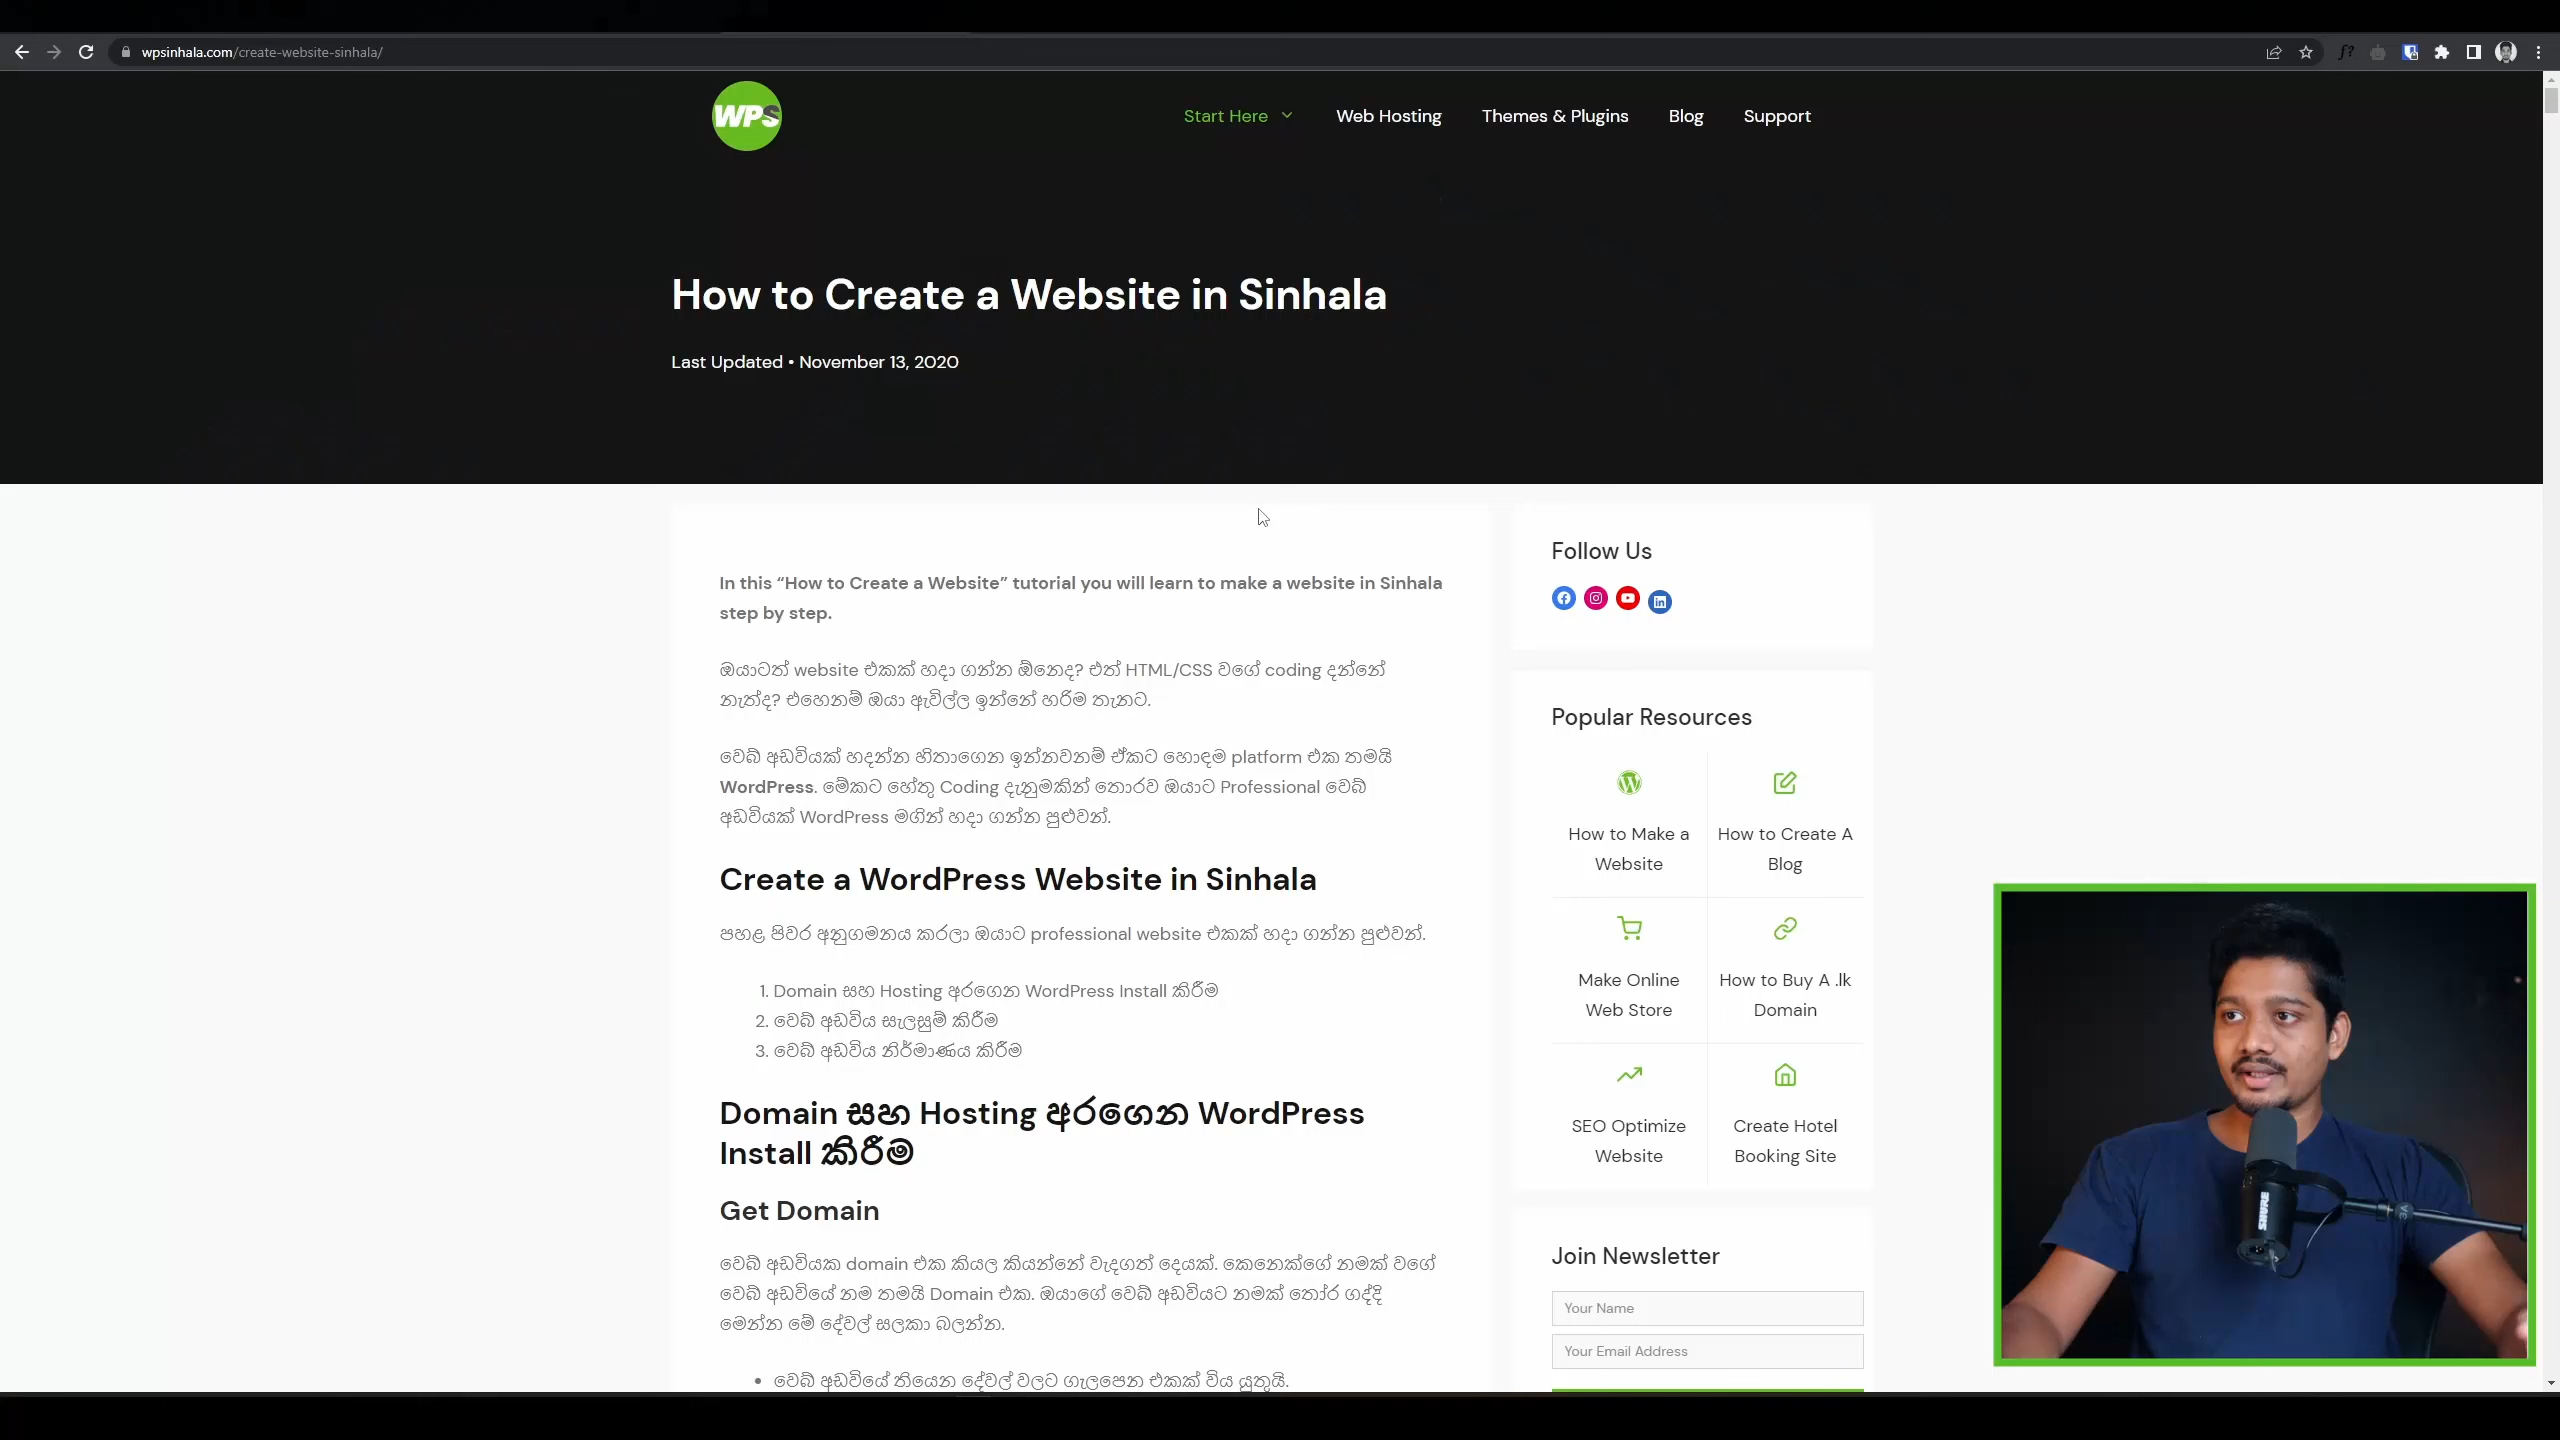 wpsinhala.com/create-website-sinhala/
WPS
Start Here
Web Hosting
Themes & Plugins
Blog
Support
How to Create a Website in Sinhala
Last Updated • November 13, 2020
In this “How to Create a Website” tutorial you will learn to make a website in Sinhala
step by step.
ඔයාටත් website එකක් හදා ගන්න ඕනෙද? එත් HTML/CSS වගේ coding දන්නේ
නැත්ද? එහෙනම් ඔයා ඇවිල්ල ඉන්නේ හරිම තැනට.
වෙබ් අඩවියක් හදන්න හිතාගෙන ඉන්නවනම් ඒකට හොඳම platform එක තමයි
WordPress. මේකට හේතු Coding දැනුමකින් තොරව ඔයාට Professional වෙබ්
අඩවියක් WordPress මගින් හදා ගන්න පුළුවන්.
Create a WordPress Website in Sinhala
පහළ පිවර අනුගමනය කරලා ඔයාට professional website එකක් හදා ගන්න පුළුවන්.
1. Domain සහ Hosting අරගෙන WordPress Install කිරීම
2. වෙබ් අඩවිය සැලසුම් කිරීම
3. වෙබ් අඩවිය නිර්මාණය කිරීම
Domain සහ Hosting අරගෙන WordPress
Install කිරීම
Get Domain
වෙබ් අඩවියක domain එක කියල කියන්නේ වැදගත් දෙයක්. කෙනෙක්ගේ නමක් වගේ
වෙබ් අඩවියේ නම තමයි Domain එක. ඔයාගේ වෙබ් අඩවියට නමක් තෝර ගද්දි
මෙන්න මේ දේවල් සලකා බලන්න.
• වෙබ් අඩවියේ තියෙන දේවල් වලට ගැලපෙන එකක් විය යුතුයි.
Follow Us
Popular Resources
How to Make a
Website
How to Create A
Blog
Make Online
Web Store
How to Buy A .lk
Domain
SEO Optimize
Website
Create Hotel
Booking Site
Join Newsletter
Your Name
Your Email Address
SHURE